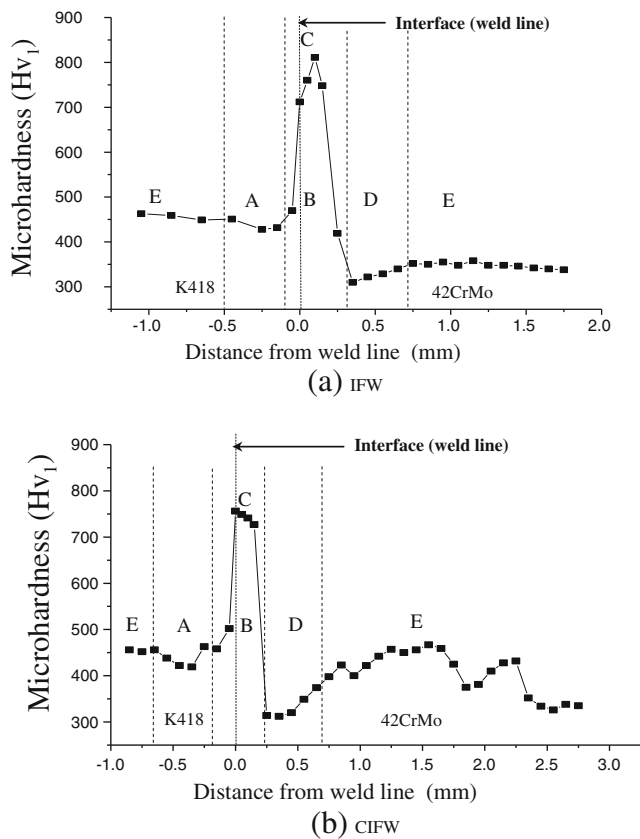 900
Interface (weld line)
C
800
700
600
500
E
A
B
D
E
400
300
K418
42CrMo
Microhardness (Hv₁)
-1.0 -0.5 0.0 0.5 1.0 1.5 2.0
Distance from weld line (mm)
(a) IFW
900
Interface (weld line)
800
C
700
600
500
E
A
B
D
E
400
300
K418
42CrMo
Microhardness (Hv₁)
-1.0 -0.5 0.0 0.5 1.0 1.5 2.0 2.5 3.0
Distance from weld line (mm)
(b) CIFW